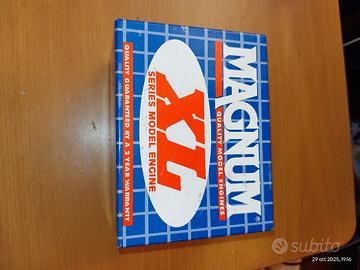 MAGNUM®
QUALITY MODEL ENGINES
XL
SERIES MODEL ENGINE
QUALITY GUARANTEED BY A 2 YEAR WARRANTY
subito
29 ott 2025, 19:16